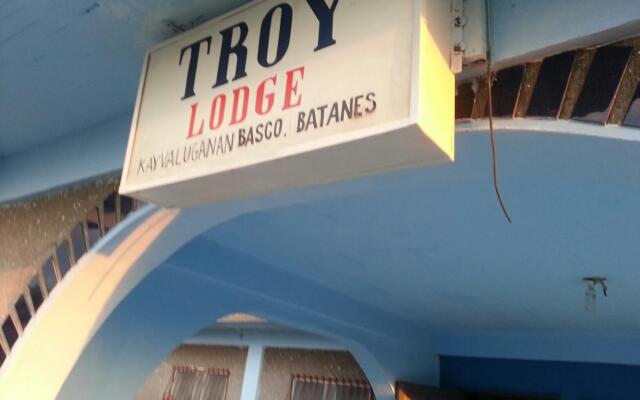 TROY
LODGE
KAYVALUGANAN BASCO. BATANES